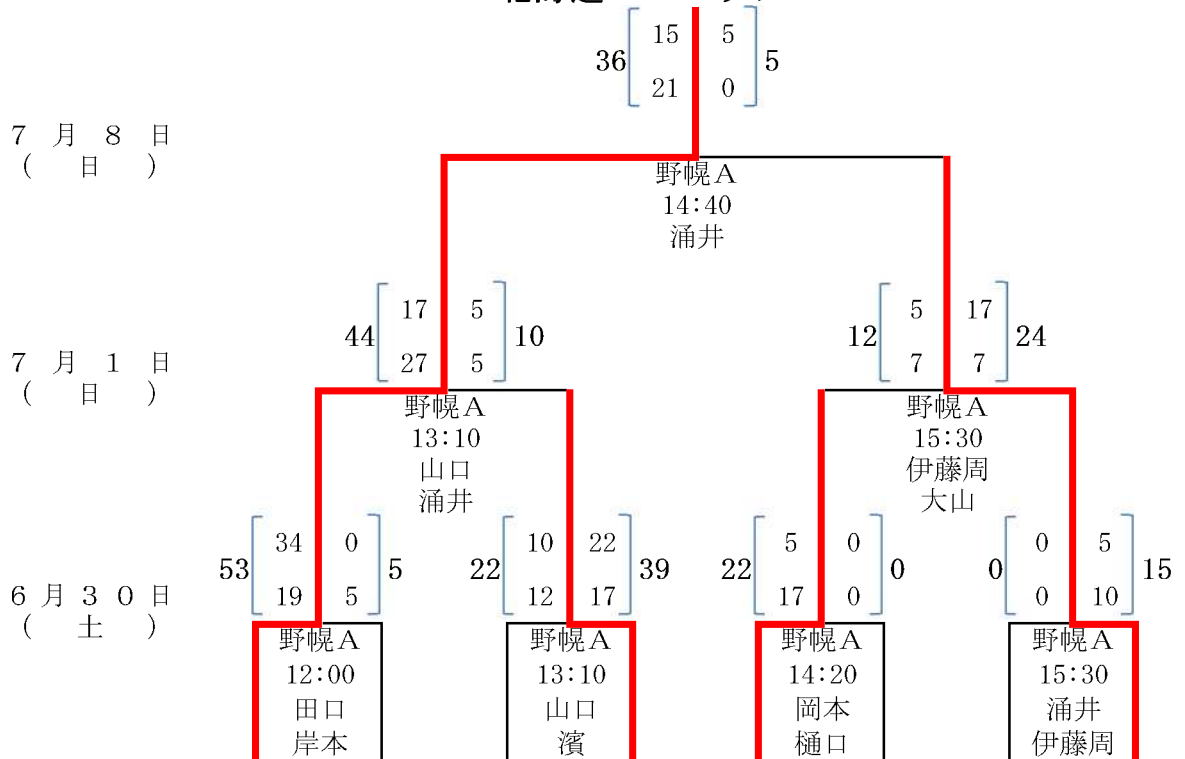 15 5
36 5
21 0
7月8日
(日)
野幌A
14:40
涌井
17 5
44 10
27 5
5 17
12 24
7 7
7月1日
(日)
野幌A
13:10
山口
涌井
野幌A
15:30
伊藤周
大山
34 0
53 5
19 5
10 22
22 39
12 17
5 0
22 0
17 0
0 5
0 15
0 10
6月30日
(土)
野幌A
12:00
田口
岸本
野幌A
13:10
山口
濱
野幌A
14:20
岡本
樋口
野幌A
15:30
涌井
伊藤周